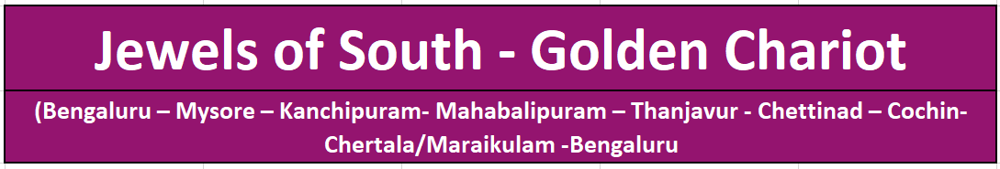 Jewels of South - Golden Chariot
(Bengaluru – Mysore – Kanchipuram- Mahabalipuram – Thanjavur - Chettinad – Cochin-
Chertala/Maraikulam -Bengaluru